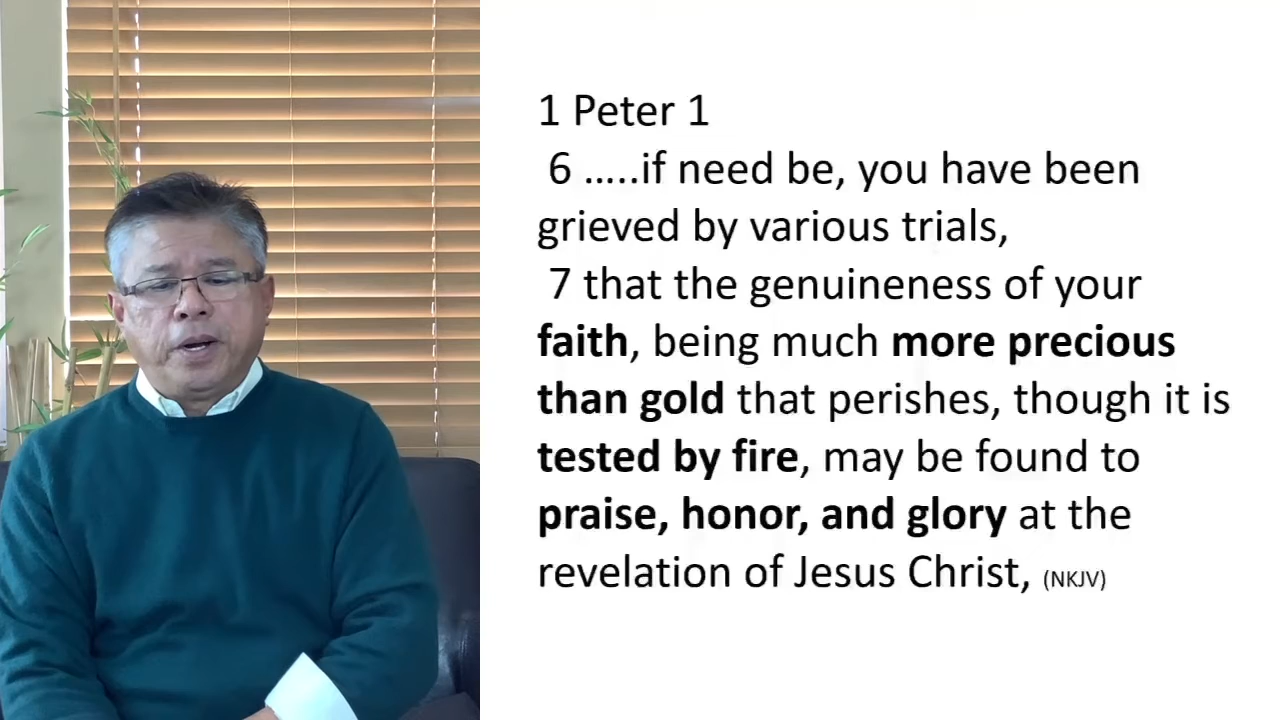 1 Peter 1
6 …..if need be, you have been
grieved by various trials,
7 that the genuineness of your
faith, being much more precious
than gold that perishes, though it is
tested by fire, may be found to
praise, honor, and glory at the
revelation of Jesus Christ, (NKJV)